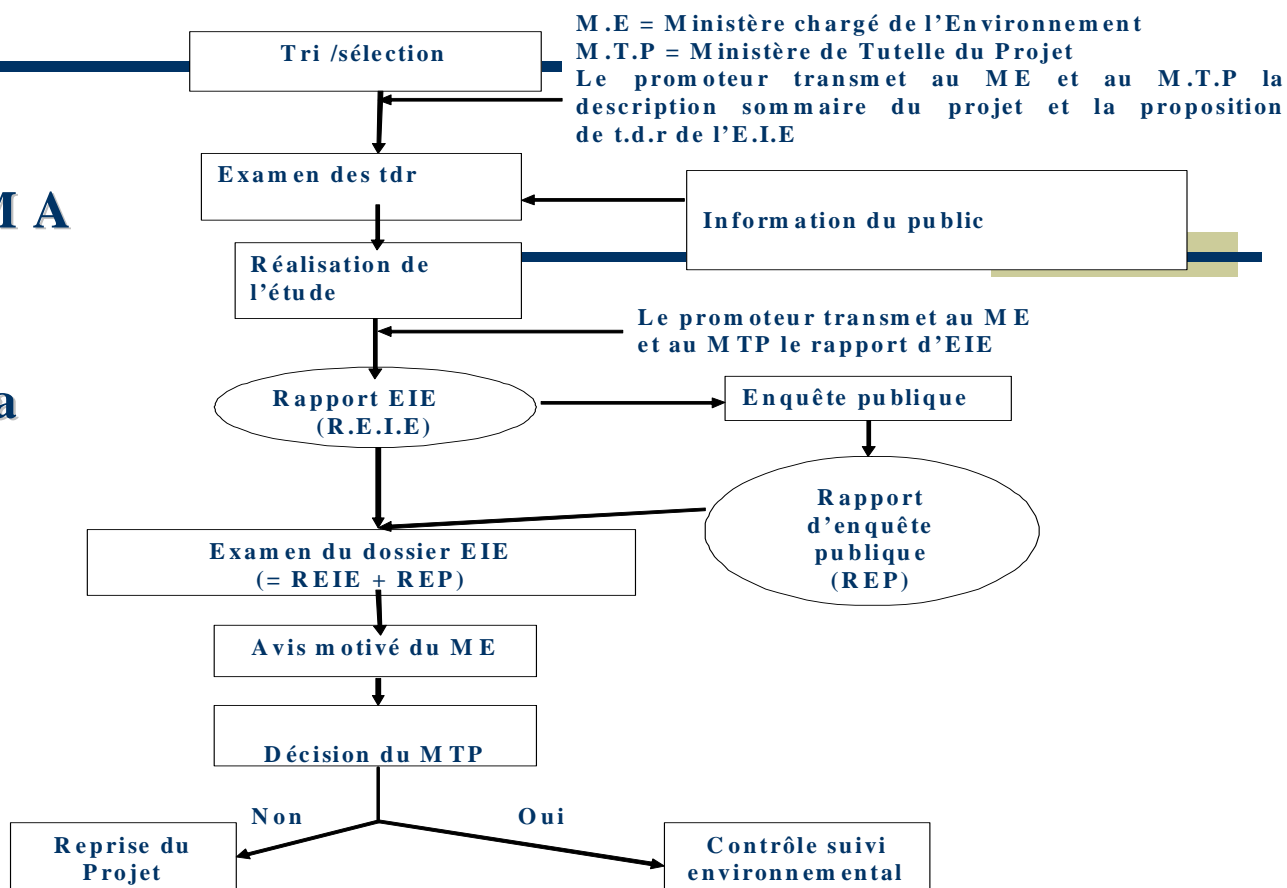 Tri /sélection
M.E = Ministère chargé de l’Environnement
M.T.P = Ministère de Tutelle du Projet
Le promoteur transmet au ME et au M.T.P la
description sommaire du projet et la proposition
de t.d.r de l’E.I.E
Examen des tdr
M A
Information du public
Réalisation de
l’étude
Le promoteur transmet au ME
et au MTP le rapport d’EIE
a
Rapport EIE
(R.E.I.E)
Enquête publique
Rapport
d’enquête
publique
(REP)
Examen du dossier EIE
(= REIE + REP)
Avis motivé du ME
Décision du MTP
Non
Oui
Reprise du
Projet
Contrôle suivi
environnemental